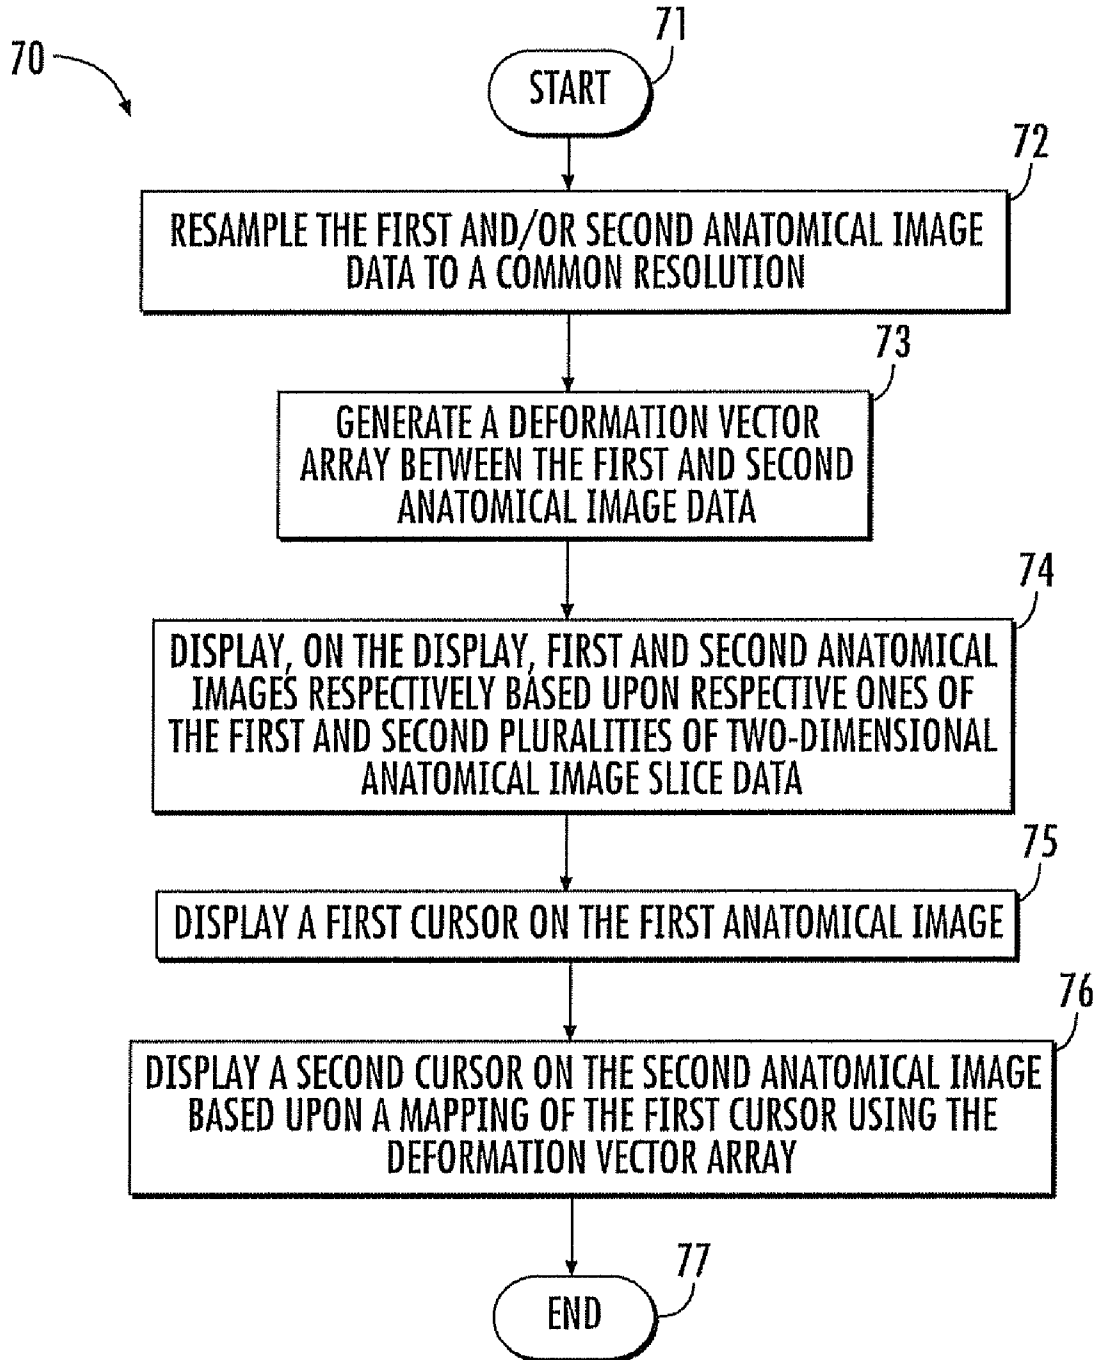 70
71
START
72
RESAMPLE THE FIRST AND/OR SECOND ANATOMICAL IMAGE
DATA TO A COMMON RESOLUTION
73
GENERATE A DEFORMATION VECTOR
ARRAY BETWEEN THE FIRST AND SECOND
ANATOMICAL IMAGE DATA
74
DISPLAY, ON THE DISPLAY, FIRST AND SECOND ANATOMICAL
IMAGES RESPECTIVELY BASED UPON RESPECTIVE ONES OF
THE FIRST AND SECOND PLURALITIES OF TWO-DIMENSIONAL
ANATOMICAL IMAGE SLICE DATA
75
DISPLAY A FIRST CURSOR ON THE FIRST ANATOMICAL IMAGE
76
DISPLAY A SECOND CURSOR ON THE SECOND ANATOMICAL IMAGE
BASED UPON A MAPPING OF THE FIRST CURSOR USING THE
DEFORMATION VECTOR ARRAY
77
END